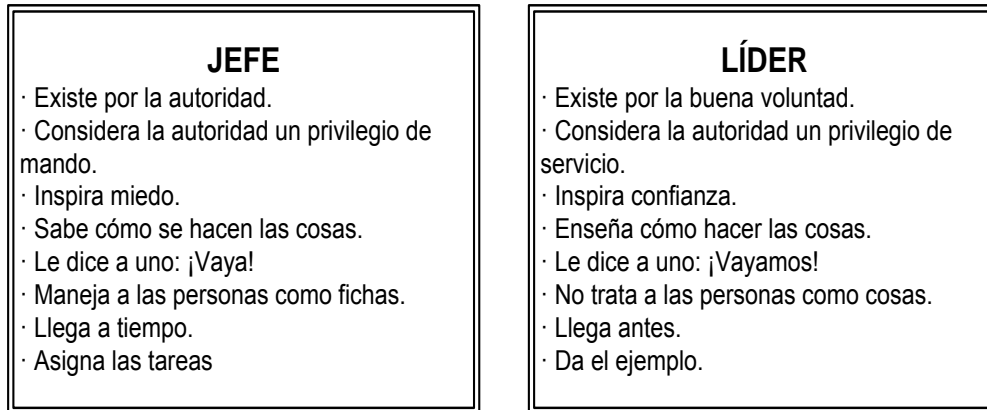 JEFE
· Existe por la autoridad.
· Considera la autoridad un privilegio de
mando.
· Inspira miedo.
· Sabe cómo se hacen las cosas.
· Le dice a uno: ¡Vaya!
· Maneja a las personas como fichas.
· Llega a tiempo.
· Asigna las tareas
LÍDER
· Existe por la buena voluntad.
· Considera la autoridad un privilegio de
servicio.
· Inspira confianza.
· Enseña cómo hacer las cosas.
· Le dice a uno: ¡Vayamos!
· No trata a las personas como cosas.
· Llega antes.
· Da el ejemplo.